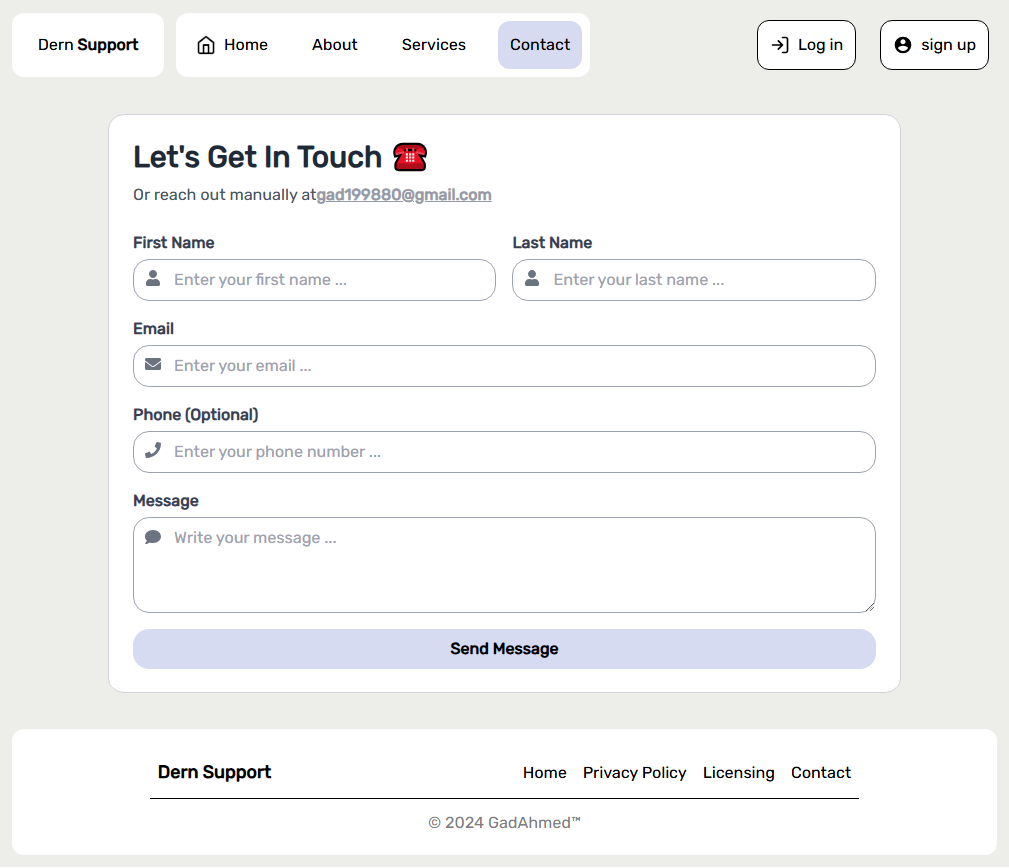 Dern Support
Home About Services Contact
Log in sign up
Let's Get In Touch ☎️
Or reach out manually atgad199880@gmail.com
First Name Last Name
Enter your first name ... Enter your last name ...
Email
Enter your email ...
Phone (Optional)
Enter your phone number ...
Message
Write your message ...
Send Message
Dern Support
Home Privacy Policy Licensing Contact
© 2024 GadAhmed™